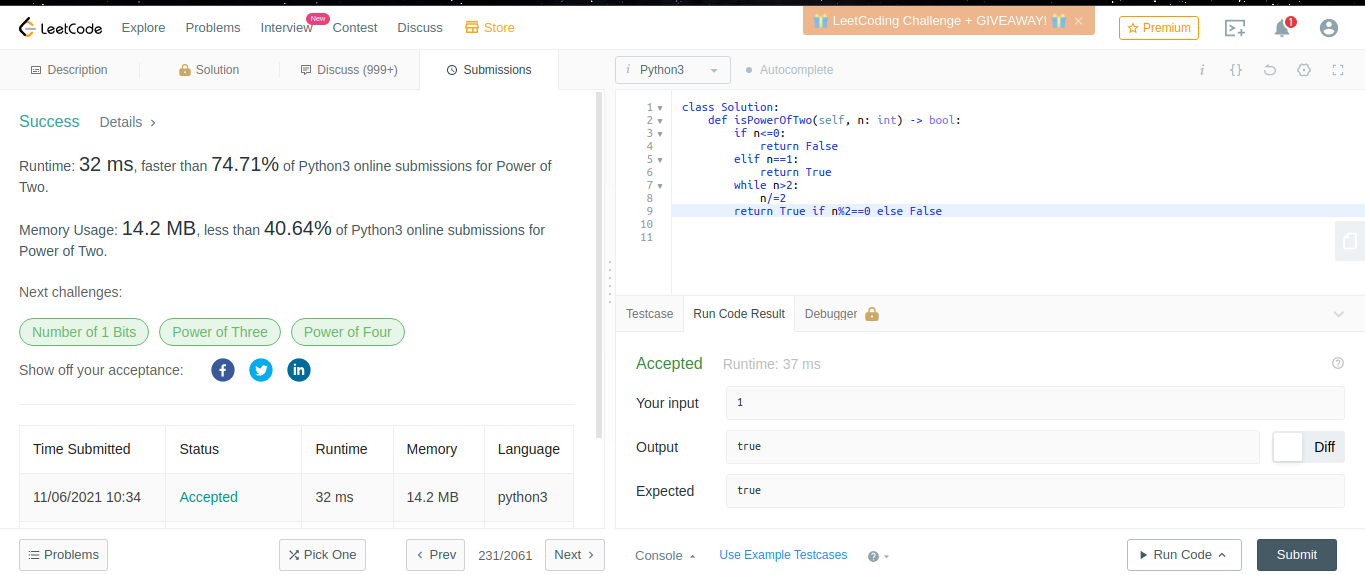 LeetCode Explore Problems Interview New Contest Discuss Store
LeetCoding Challenge + GIVEAWAY! ×
Premium
1
Description Solution Discuss (999+) Submissions
i Python3 Autocomplete
i {}
Success Details >
Runtime: 32 ms, faster than 74.71% of Python3 online submissions for Power of
Two.
Memory Usage: 14.2 MB, less than 40.64% of Python3 online submissions for
Power of Two.
Next challenges:
Number of 1 Bits Power of Three Power of Four
Show off your acceptance: f in
Time Submitted Status Runtime Memory Language
11/06/2021 10:34 Accepted 32 ms 14.2 MB python3
1 class Solution:
2 def isPowerOfTwo(self, n: int) -> bool:
3 if n<=0:
4 return False
5 elif n==1:
6 return True
7 while n>2:
8 n/=2
9 return True if n%2==0 else False
10
11
Testcase Run Code Result Debugger
Accepted Runtime: 37 ms ?
Your input 1
Output true Diff
Expected true
Problems Pick One < Prev 231/2061 Next >
Console Use Example Testcases ? Run Code Submit